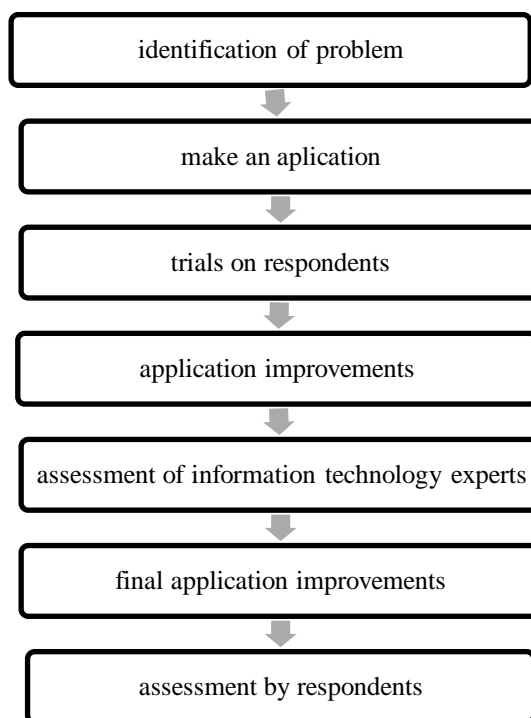 identification of problem
make an aplication
trials on respondents
application improvements
assessment of information technology experts
final application improvements
assessment by respondents